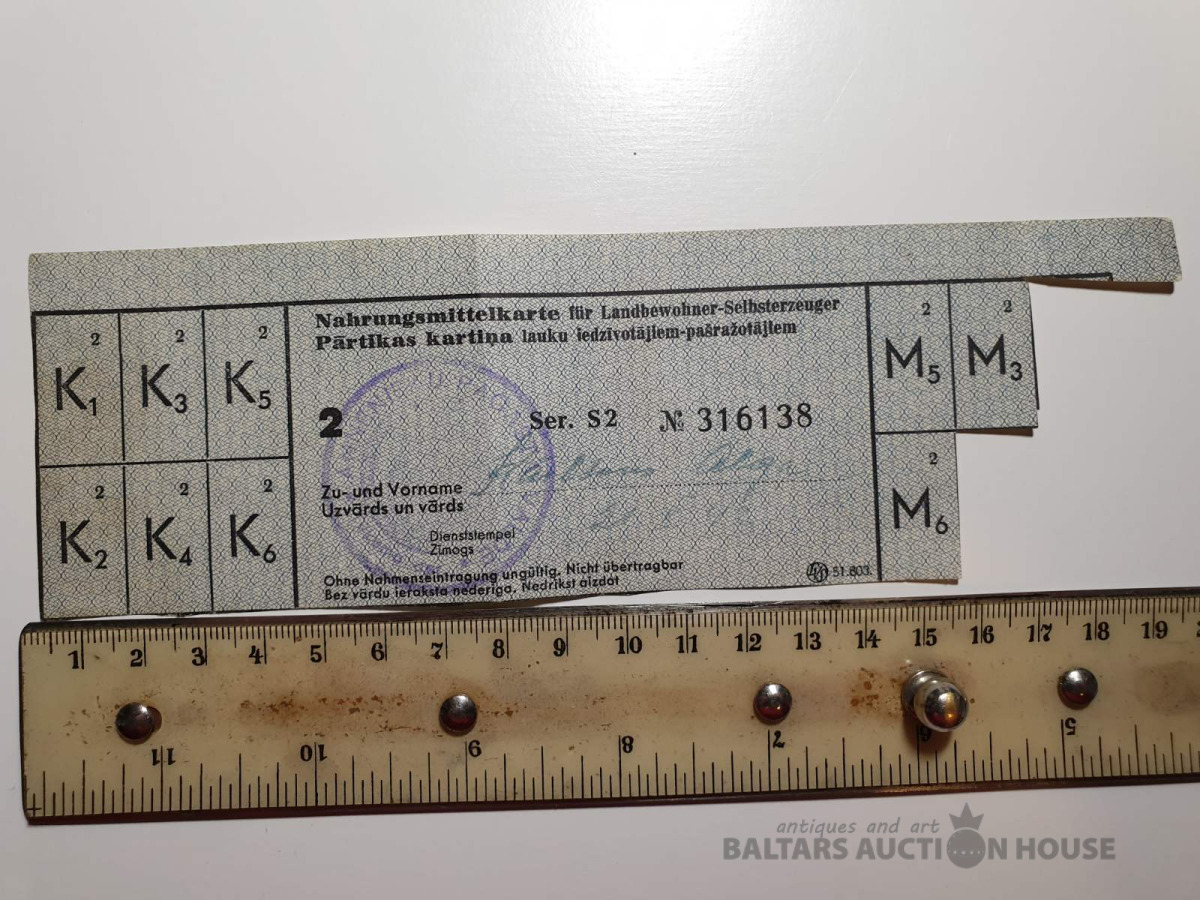 2 2 2
K1 K3 K5
2 2 2
K2 K4 K6
Nahrungsmittelkarte für Landbewohner-Selbsterzeuger
Pārtikas kartiņa lauku iedzīvotājiem-pašražotājiem
2 Ser. S2 № 316138
Zu- und Vorname
Uzvārds un vārds
Dienststempel
Zīmogs
Ohne Nahmenseintragung ungültig. Nicht übertragbar
Bez vārdu ieraksta nederīga. Nedrīkst aizdot
51.803.
2 2
M5 M3
2
M6
1 2 3 4 5 6 7 8 9 10 11 12 13 14 15 16 17 18 19
11 10 9 8 7 6 5
antiques and art
BALTARS AUCTION HOUSE